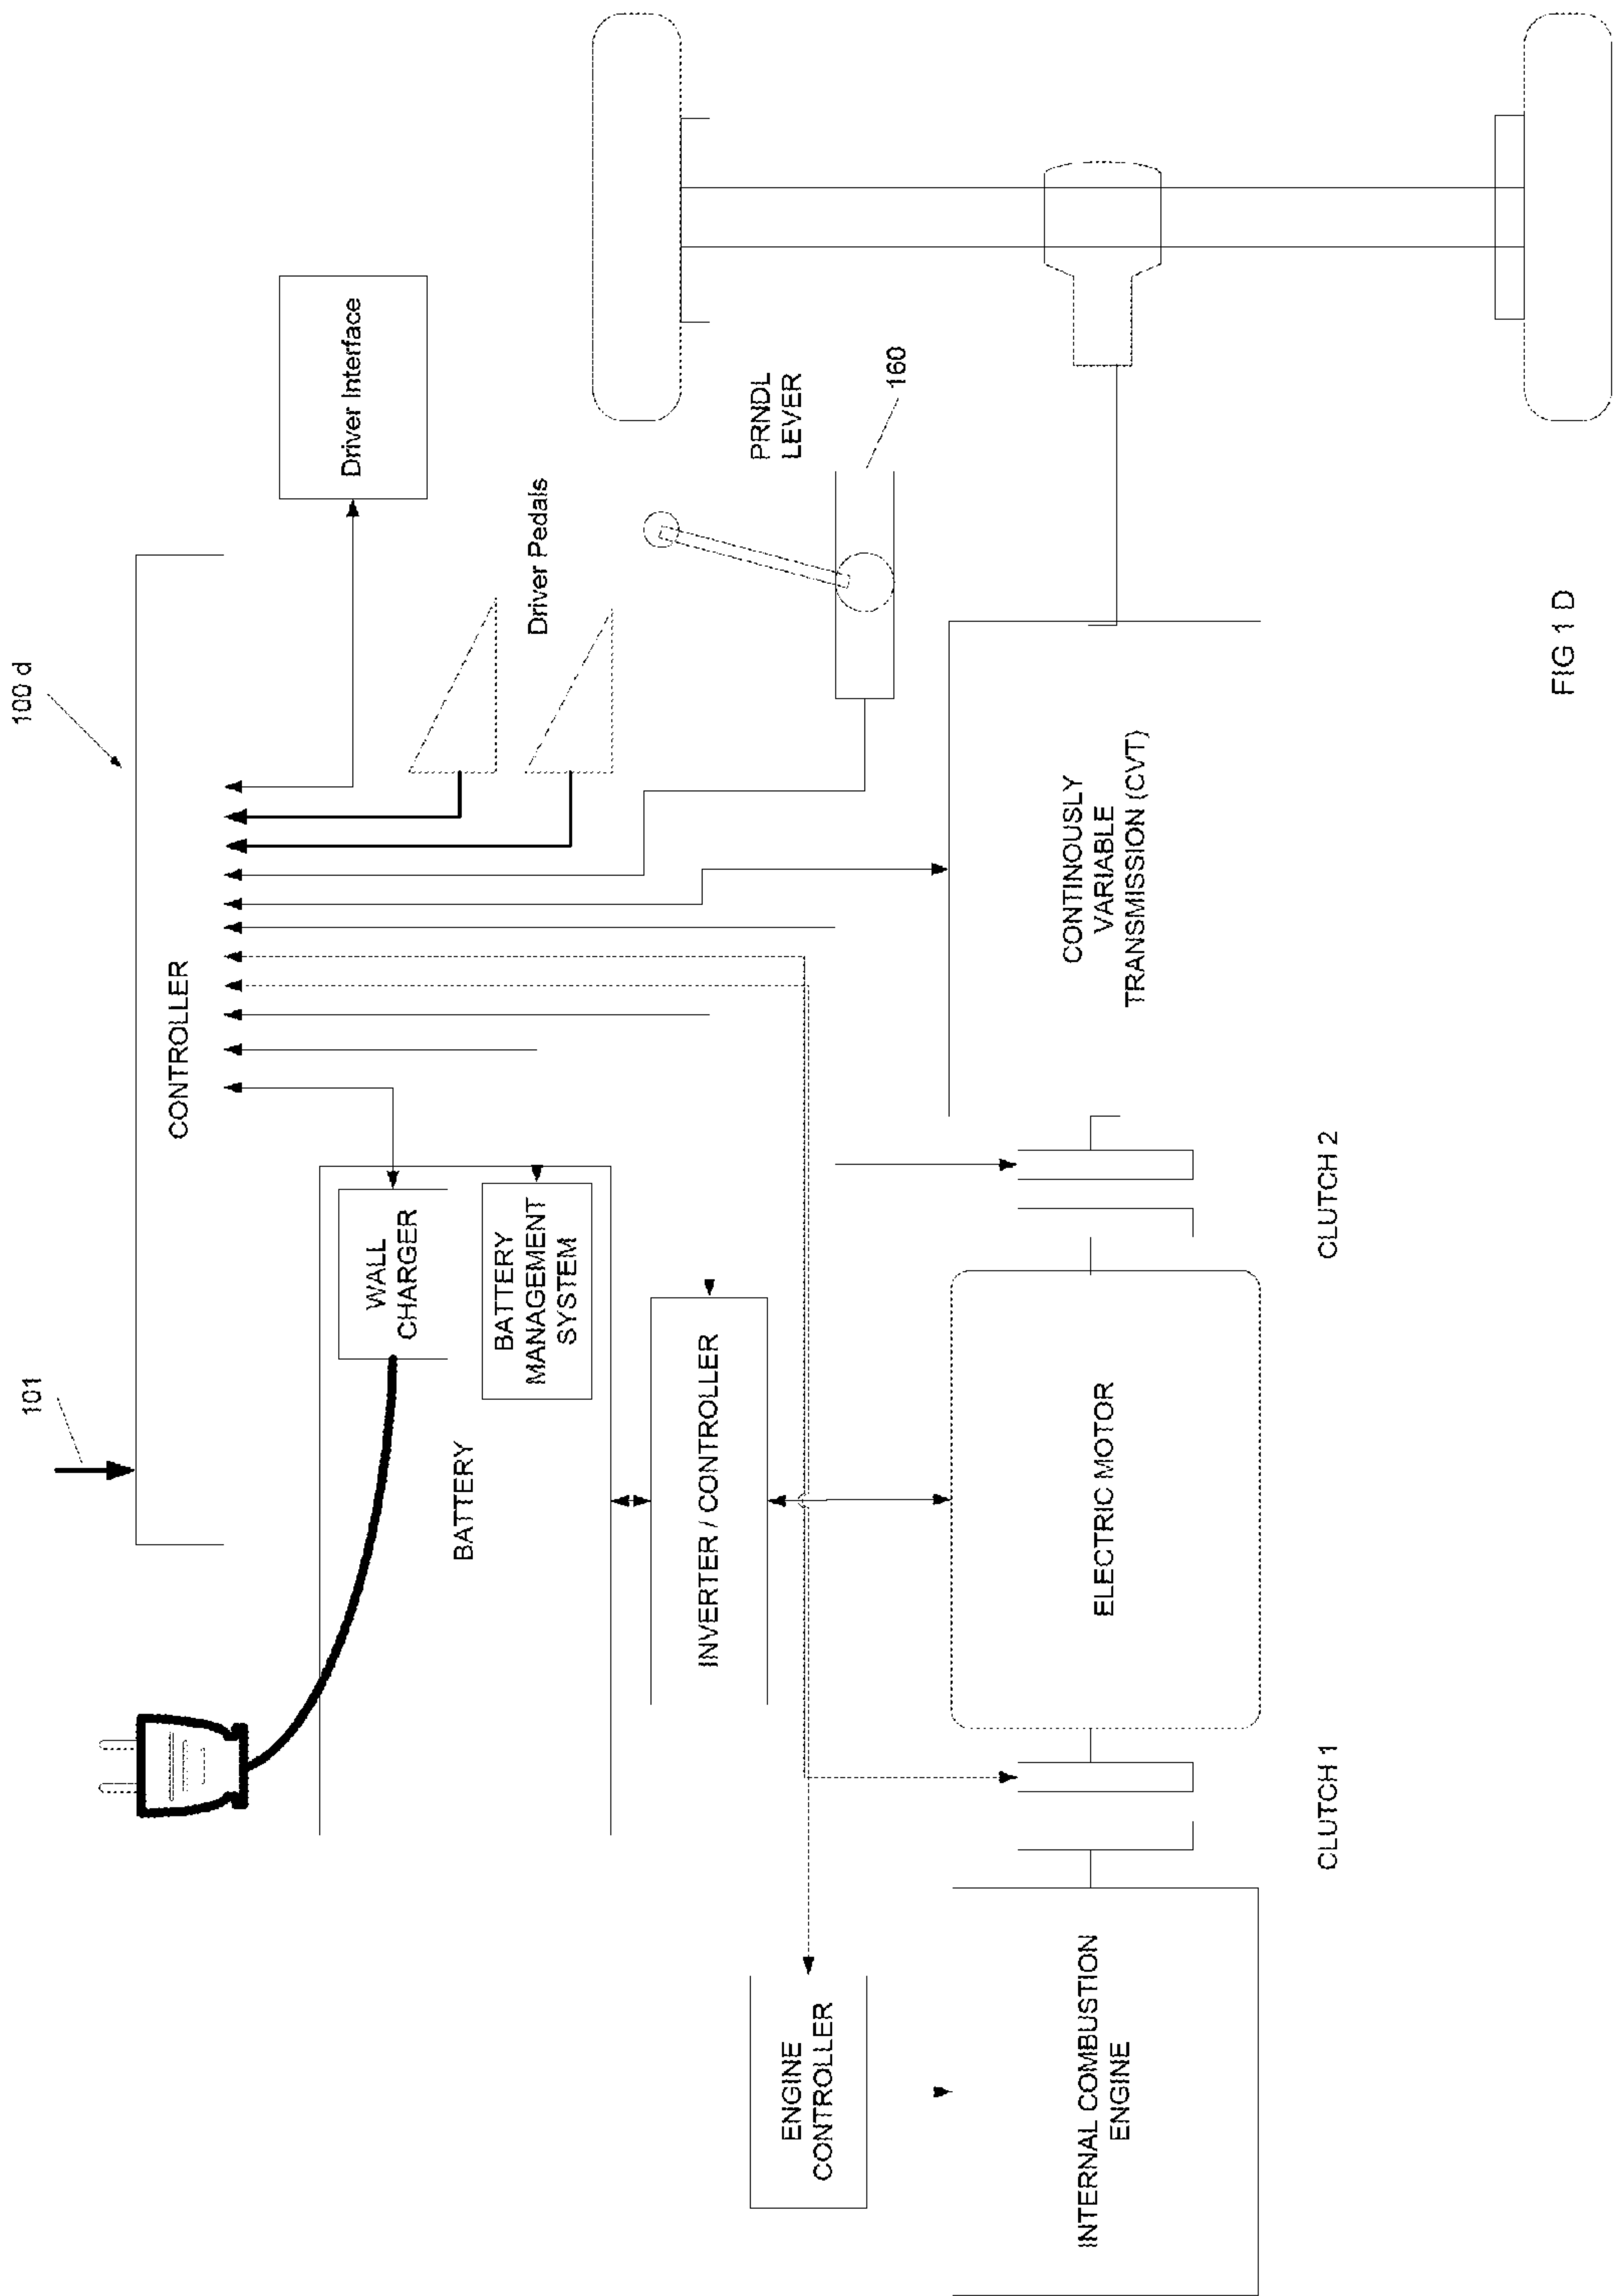 101
100 d
CONTROLLER
Driver Interface
WALL
CHARGER
BATTERY
MANAGEMENT
SYSTEM
BATTERY
Driver Pedals
PRNDL
LEVER
160
INVERTER / CONTROLLER
ENGINE
CONTROLLER
INTERNAL COMBUSTION
ENGINE
ELECTRIC MOTOR
CONTINOUSLY
VARIABLE
TRANSMISSION (CVT)
CLUTCH 1
CLUTCH 2
FIG 1 D